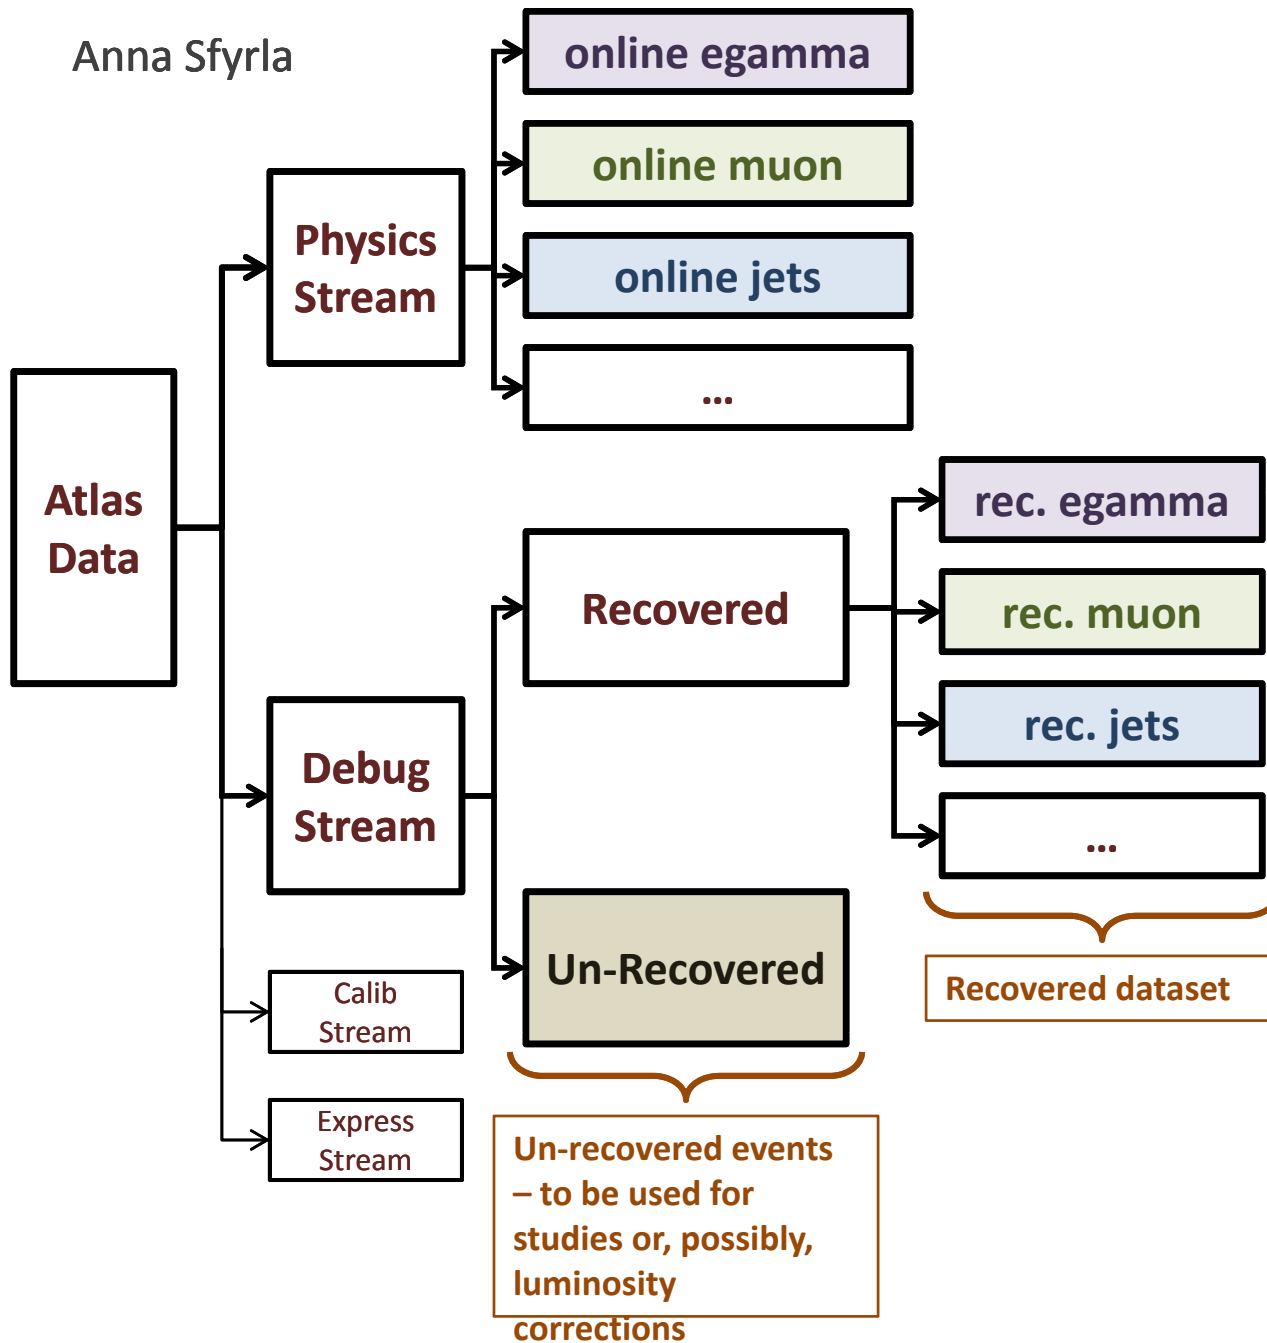 Anna Sfyrla
online egamma
online muon
online jets
...
Physics
Stream
Atlas
Data
rec. egamma
rec. muon
rec. jets
...
Recovered
Debug
Stream
Un-Recovered
Recovered dataset
Calib
Stream
Express
Stream
Un-recovered events
– to be used for
studies or, possibly,
luminosity
corrections